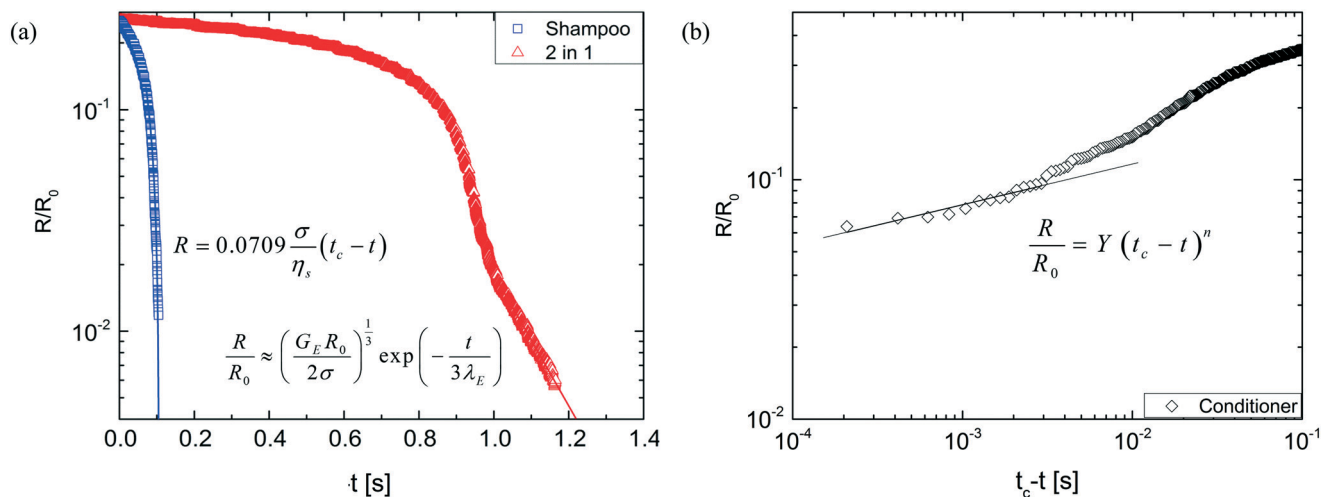 (a)
Shampoo
2 in 1
R/R₀
10⁻¹
10⁻²
R = 0.0709 σ/ηₛ (t_c − t)
R/R₀ ≈ (G_E R₀/2σ)^(1/3) exp(−t/3λ_E)
0.0 0.2 0.4 0.6 0.8 1.0 1.2 1.4
·t [s]
(b)
R/R₀
10⁻¹
10⁻²
R/R₀ = Y (t_c − t)ⁿ
Conditioner
10⁻⁴ 10⁻³ 10⁻² 10⁻¹
t_c-t [s]